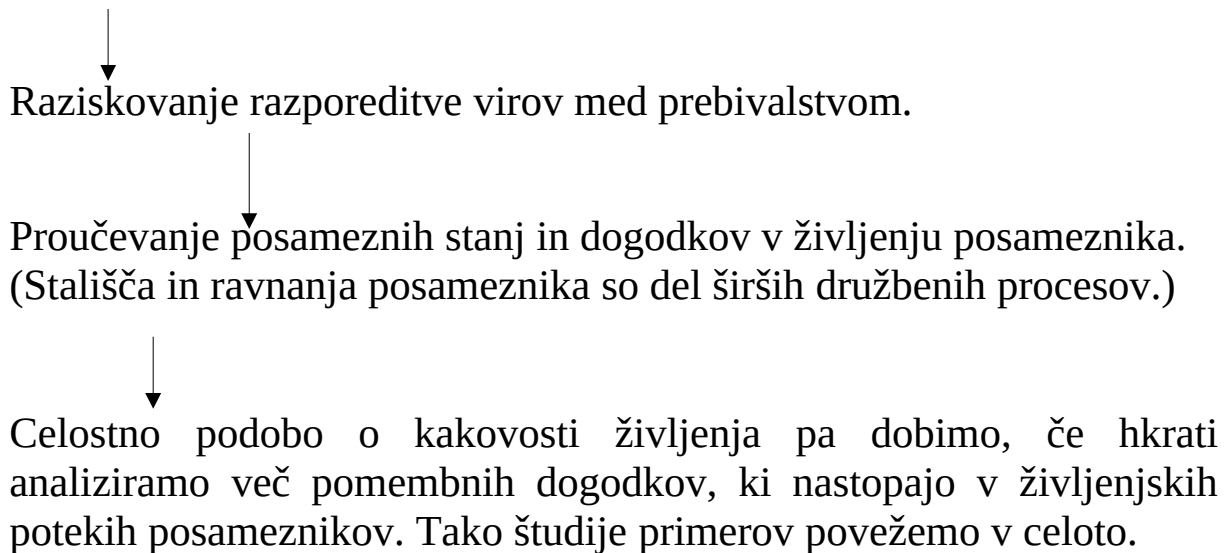 Raziskovanje razporeditve virov med prebivalstvom.
Proučevanje posameznih stanj in dogodkov v življenju posameznika.
(Stališča in ravnanja posameznika so del širših družbenih procesov.)
Celostno podobo o kakovosti življenja pa dobimo, če hkrati
analiziramo več pomembnih dogodkov, ki nastopajo v življenjskih
potekih posameznikov. Tako študije primerov povežemo v celoto.